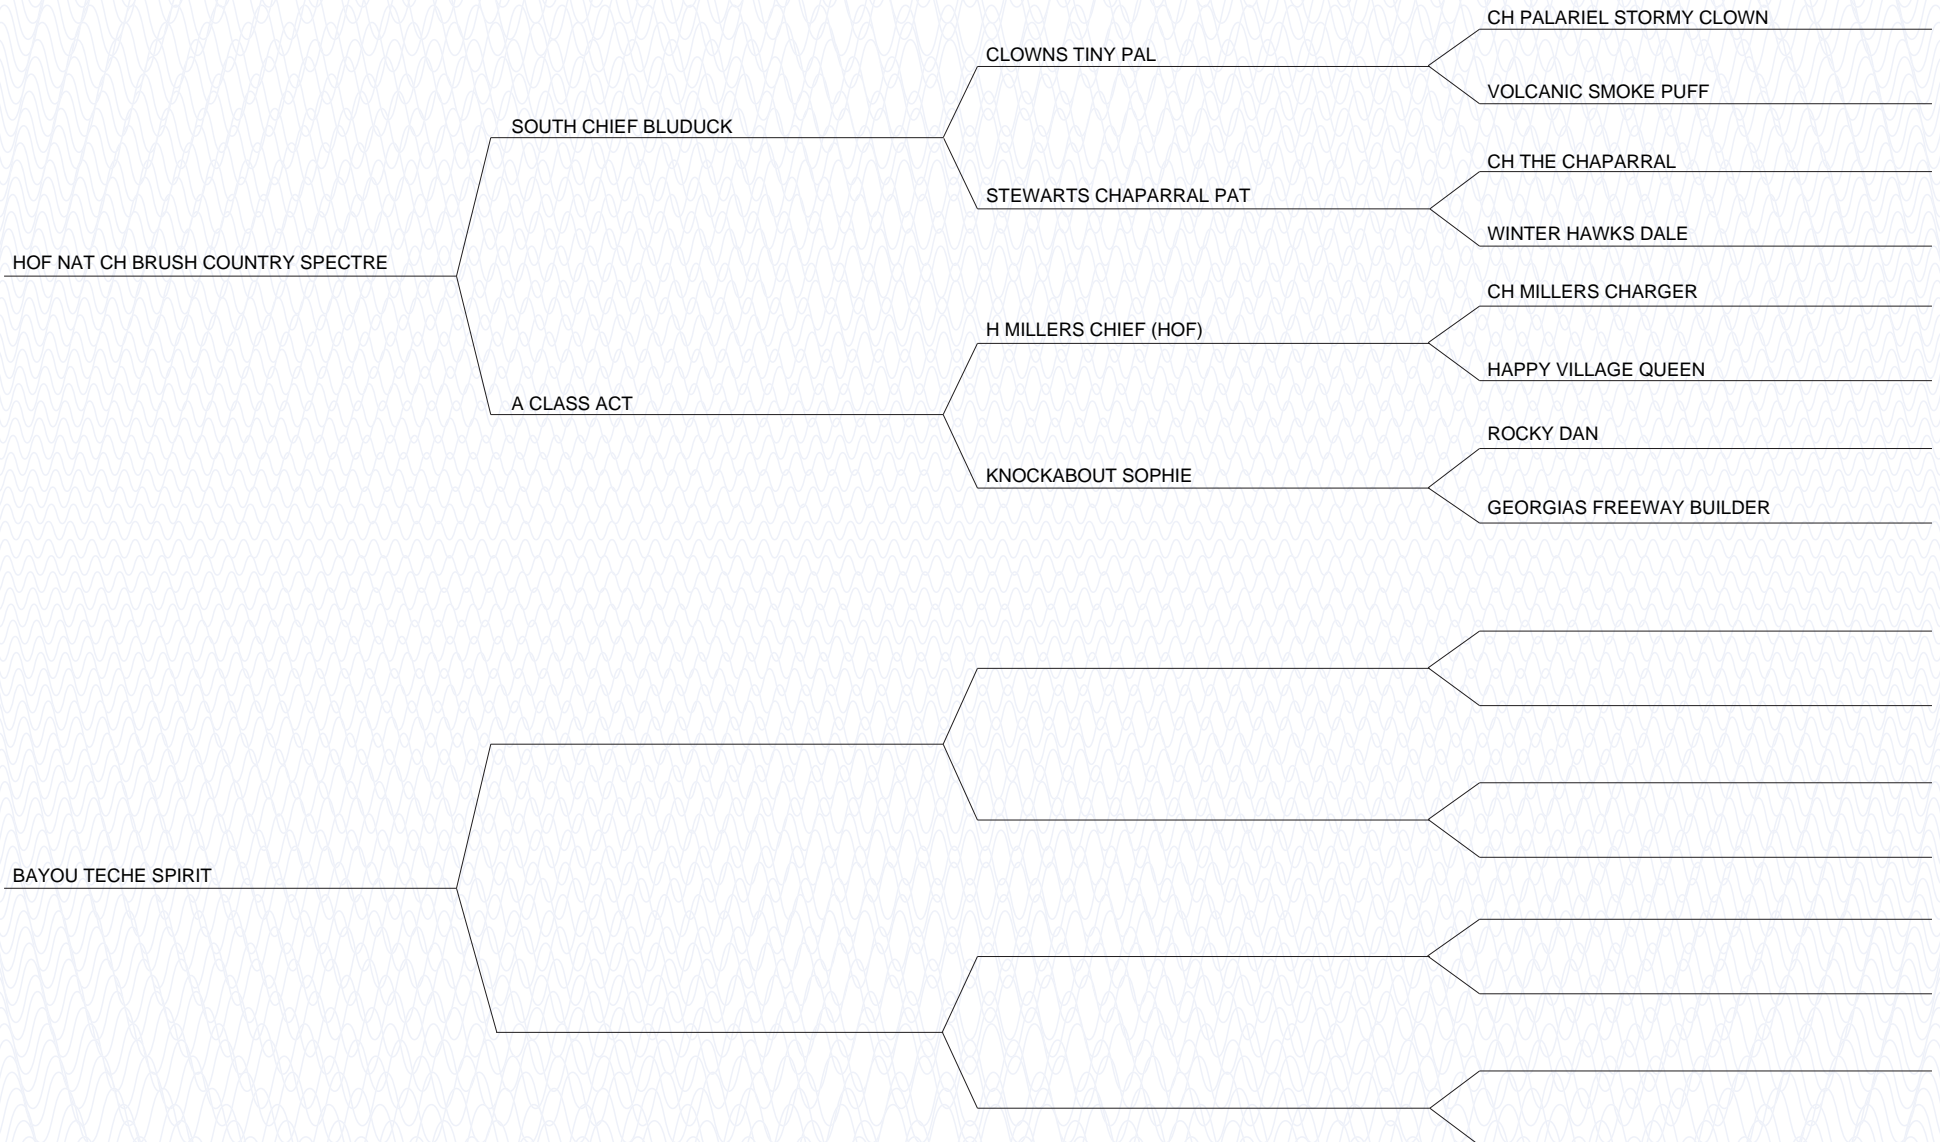 CH PALARIEL STORMY CLOWN
CLOWNS TINY PAL
VOLCANIC SMOKE PUFF
SOUTH CHIEF BLUDUCK
CH THE CHAPARRAL
STEWARTS CHAPARRAL PAT
WINTER HAWKS DALE
HOF NAT CH BRUSH COUNTRY SPECTRE
CH MILLERS CHARGER
H MILLERS CHIEF (HOF)
HAPPY VILLAGE QUEEN
A CLASS ACT
ROCKY DAN
KNOCKABOUT SOPHIE
GEORGIAS FREEWAY BUILDER
BAYOU TECHE SPIRIT